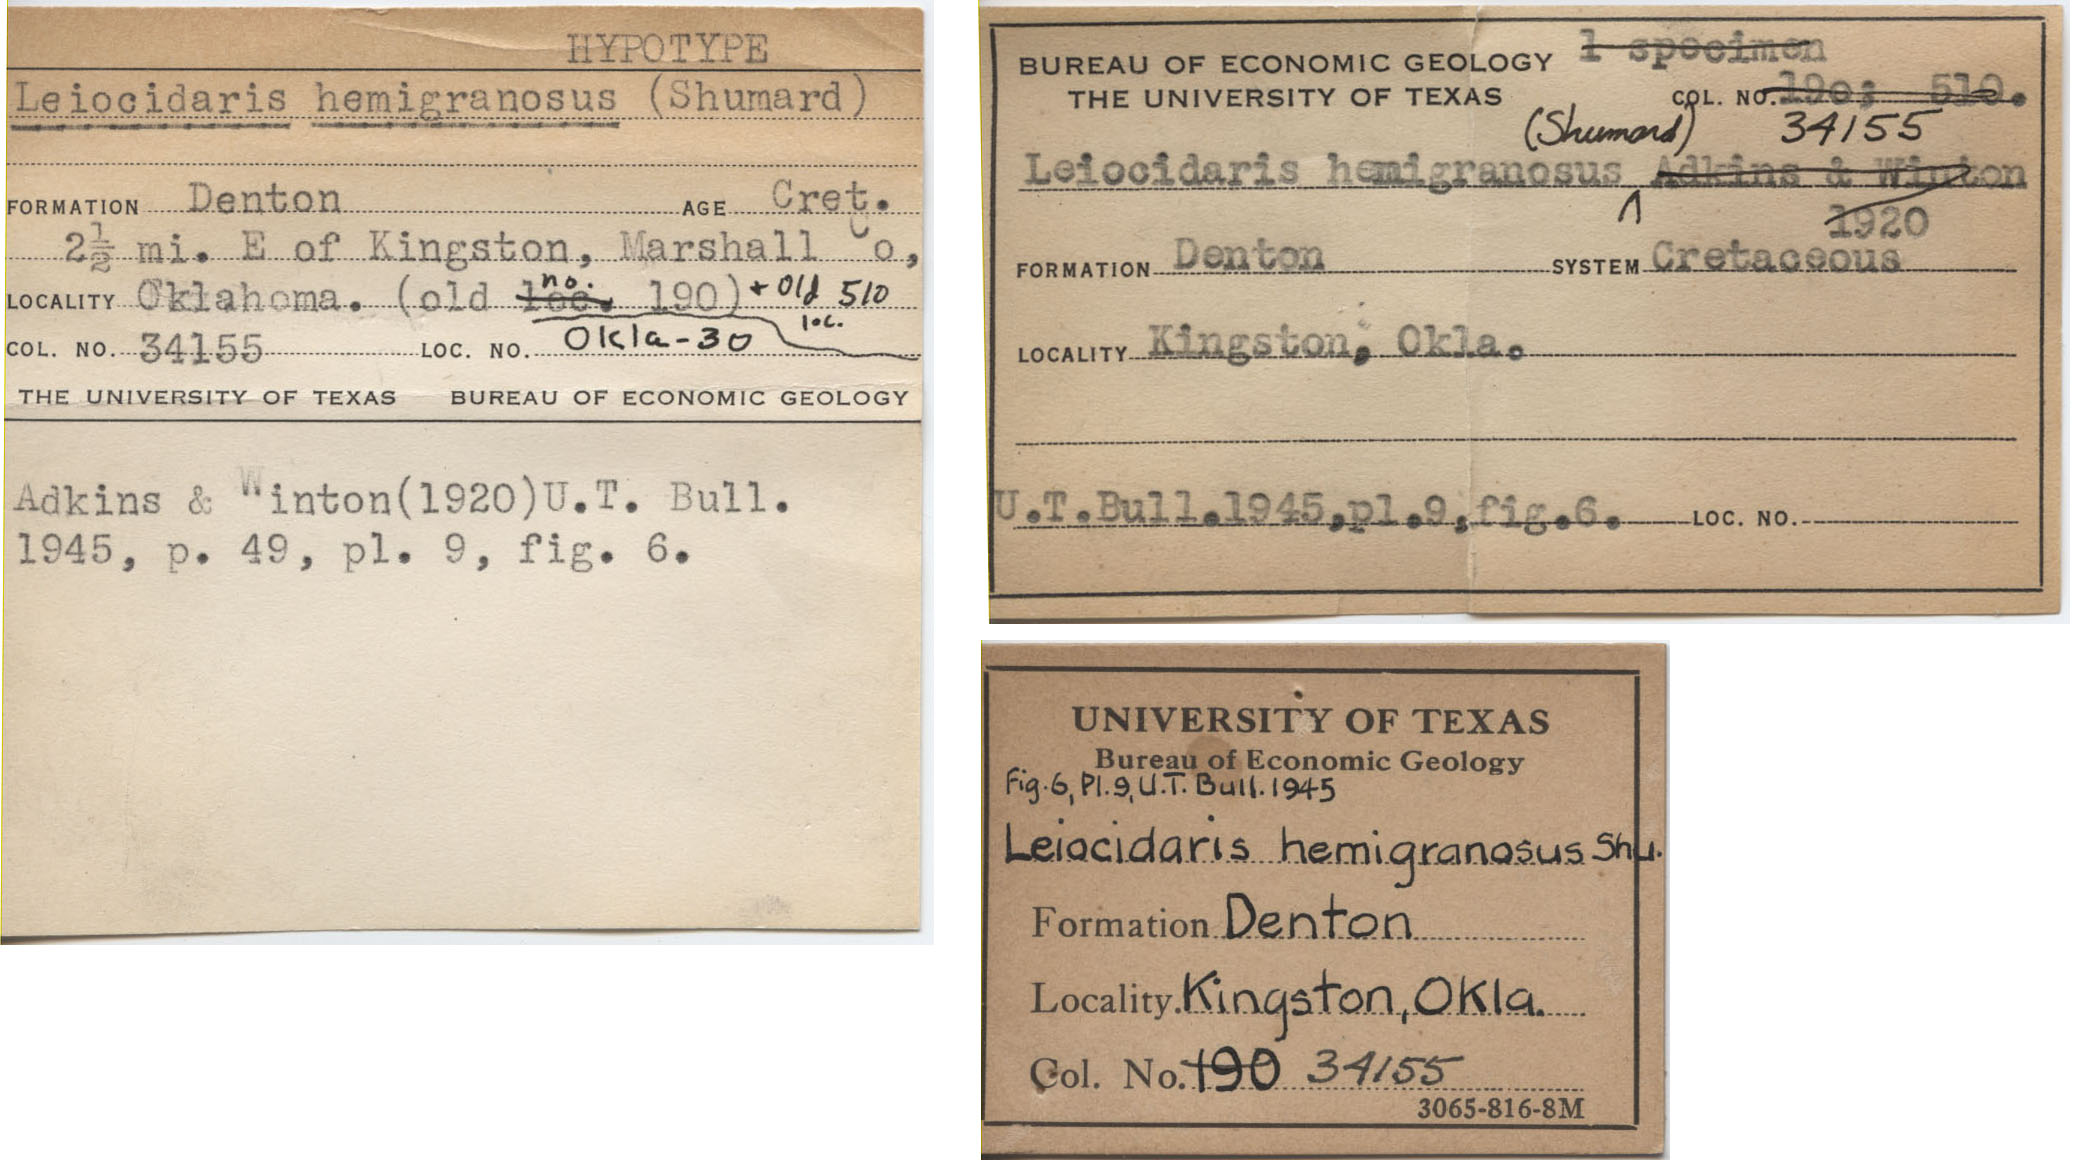 HYPOTYPE
Leiocidaris hemigranosus (Shumard)
FORMATION Denton AGE Cret.
2½ mi. E of Kingston, Marshall Co,
LOCALITY Oklahoma. (old loc. no. 190) + Old 510
loc.
COL. NO. 34155 LOC. NO. Okla-30
THE UNIVERSITY OF TEXAS BUREAU OF ECONOMIC GEOLOGY
Adkins & Winton(1920)U.T. Bull.
1945, p. 49, pl. 9, fig. 6.
1 specimen
BUREAU OF ECONOMIC GEOLOGY
THE UNIVERSITY OF TEXAS COL. NO. 190; 510.
(Shumard) 34155
Leiocidaris hemigranosus Adkins & Winton
1920
FORMATION Denton SYSTEM Cretaceous
LOCALITY Kingston, Okla.
U.T.Bull.1945,pl.9,fig.6. LOC. NO.
UNIVERSITY OF TEXAS
Bureau of Economic Geology
Fig.6, Pl.9, U.T. Bull. 1945
Leiocidaris hemigranosus Shu.
Formation Denton
Locality. Kingston, Okla.
Col. No. 190 34155
3065-816-8M